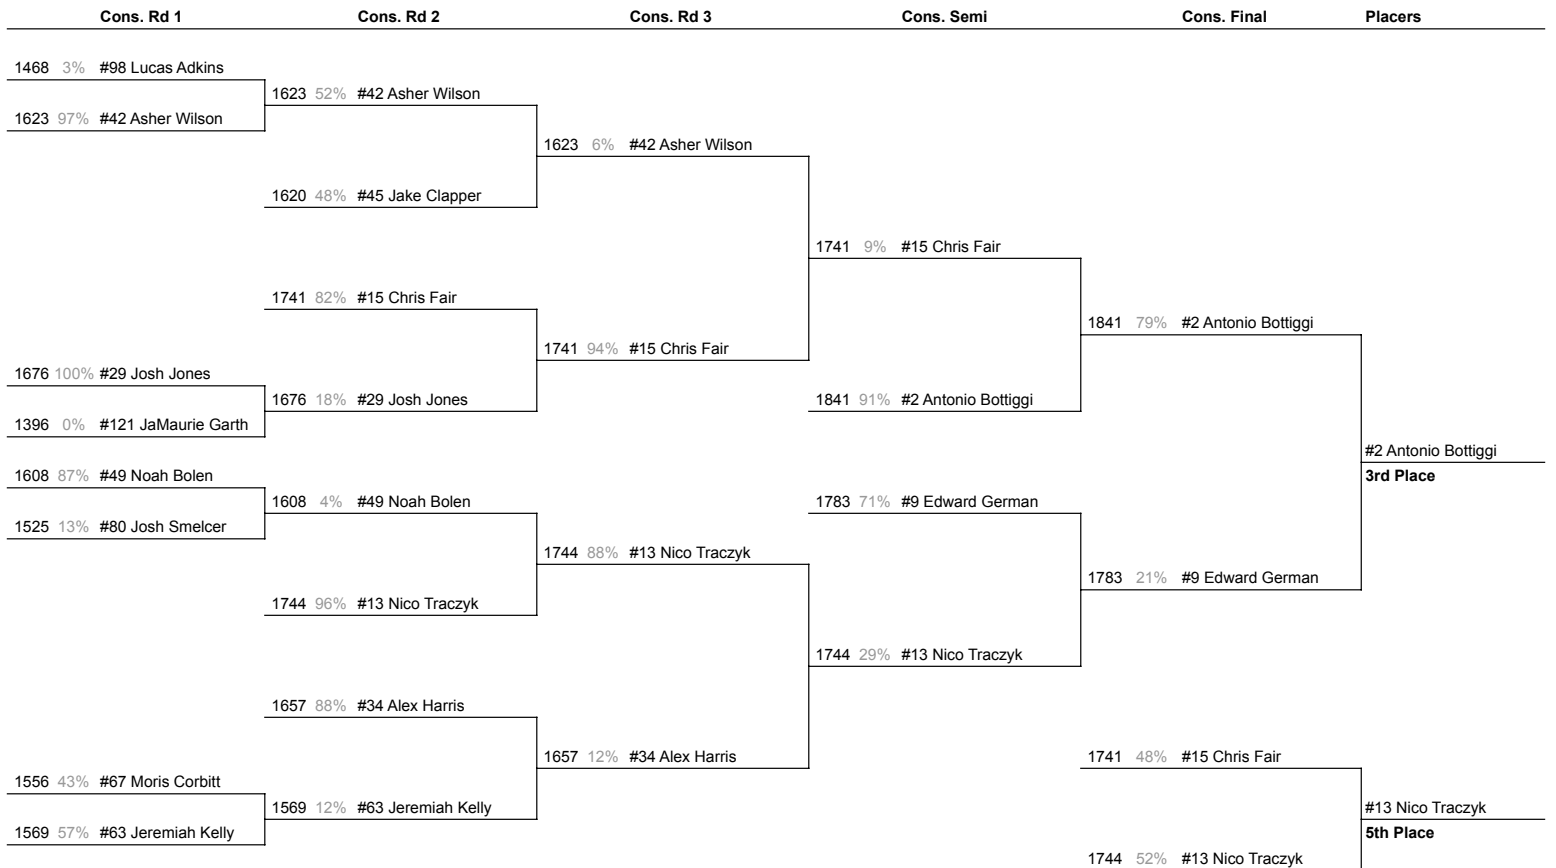 Cons. Rd 1 Cons. Rd 2 Cons. Rd 3 Cons. Semi Cons. Final Placers
1468 3% #98 Lucas Adkins
1623 52% #42 Asher Wilson
1623 97% #42 Asher Wilson
1623 6% #42 Asher Wilson
1620 48% #45 Jake Clapper
1741 9% #15 Chris Fair
1741 82% #15 Chris Fair
1841 79% #2 Antonio Bottiggi
1741 94% #15 Chris Fair
1676 100% #29 Josh Jones
1676 18% #29 Josh Jones
1841 91% #2 Antonio Bottiggi
1396 0% #121 JaMaurie Garth
#2 Antonio Bottiggi
1608 87% #49 Noah Bolen
3rd Place
1608 4% #49 Noah Bolen
1783 71% #9 Edward German
1525 13% #80 Josh Smelcer
1744 88% #13 Nico Traczyk
1783 21% #9 Edward German
1744 96% #13 Nico Traczyk
1744 29% #13 Nico Traczyk
1657 88% #34 Alex Harris
1657 12% #34 Alex Harris
1741 48% #15 Chris Fair
1556 43% #67 Moris Corbitt
1569 12% #63 Jeremiah Kelly
#13 Nico Traczyk
1569 57% #63 Jeremiah Kelly
5th Place
1744 52% #13 Nico Traczyk